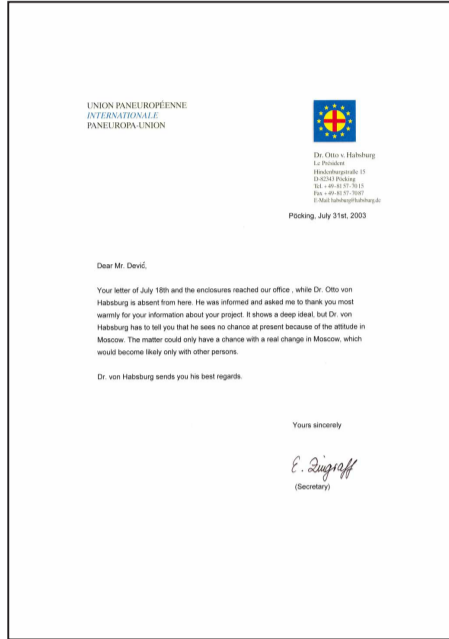 UNION PANEUROPÉENNE
INTERNATIONALE
PANEUROPA-UNION
Dr. Otto v. Habsburg
Le Président
Hindenburgstraße 15
D-82343 Pöcking
Tel. +49-81 57-70 15
Fax +49-81 57-70 87
E-Mail habsburg@habsburg.de
Pöcking, July 31st, 2003
Dear Mr. Dević,
Your letter of July 18th and the enclosures reached our office , while Dr. Otto von
Habsburg is absent from here. He was informed and asked me to thank you most
warmly for your information about your project. It shows a deep ideal, but Dr. von
Habsburg has to tell you that he sees no chance at present because of the attitude in
Moscow. The matter could only have a chance with a real change in Moscow, which
would become likely only with other persons.
Dr. von Habsburg sends you his best regards.
Yours sincerely
E. Zingraff
(Secretary)